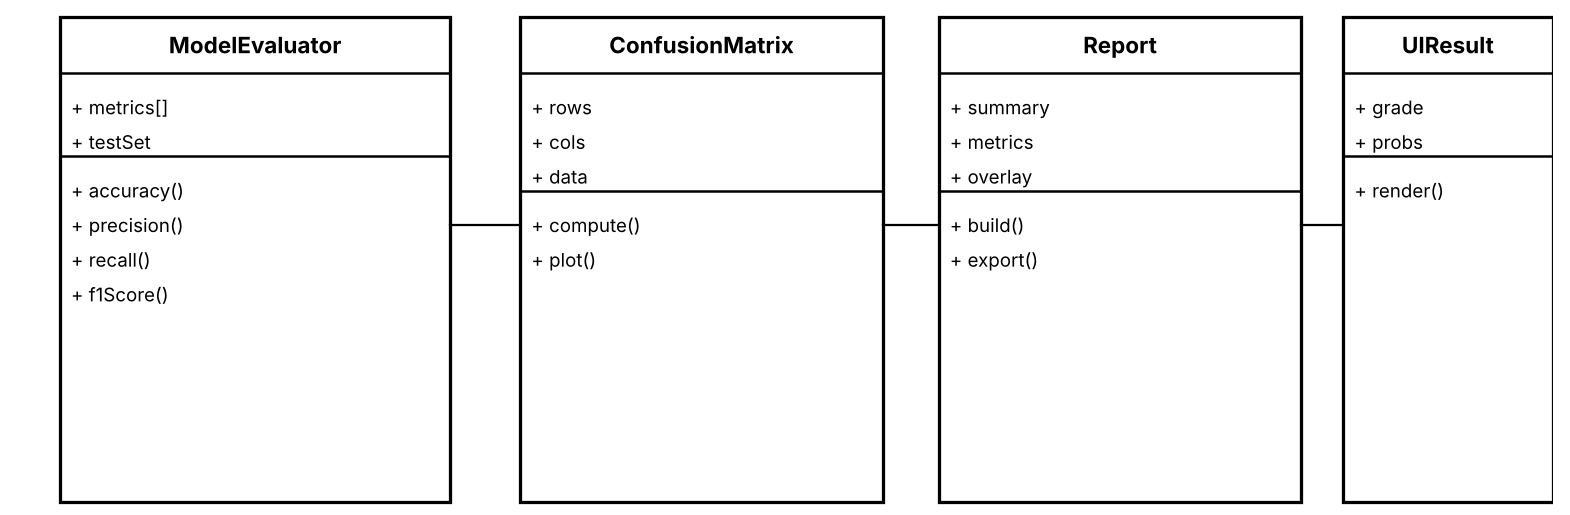 ModelEvaluator
+ metrics[]
+ testSet
+ accuracy()
+ precision()
+ recall()
+ f1Score()
ConfusionMatrix
+ rows
+ cols
+ data
+ compute()
+ plot()
Report
+ summary
+ metrics
+ overlay
+ build()
+ export()
UIResult
+ grade
+ probs
+ render()